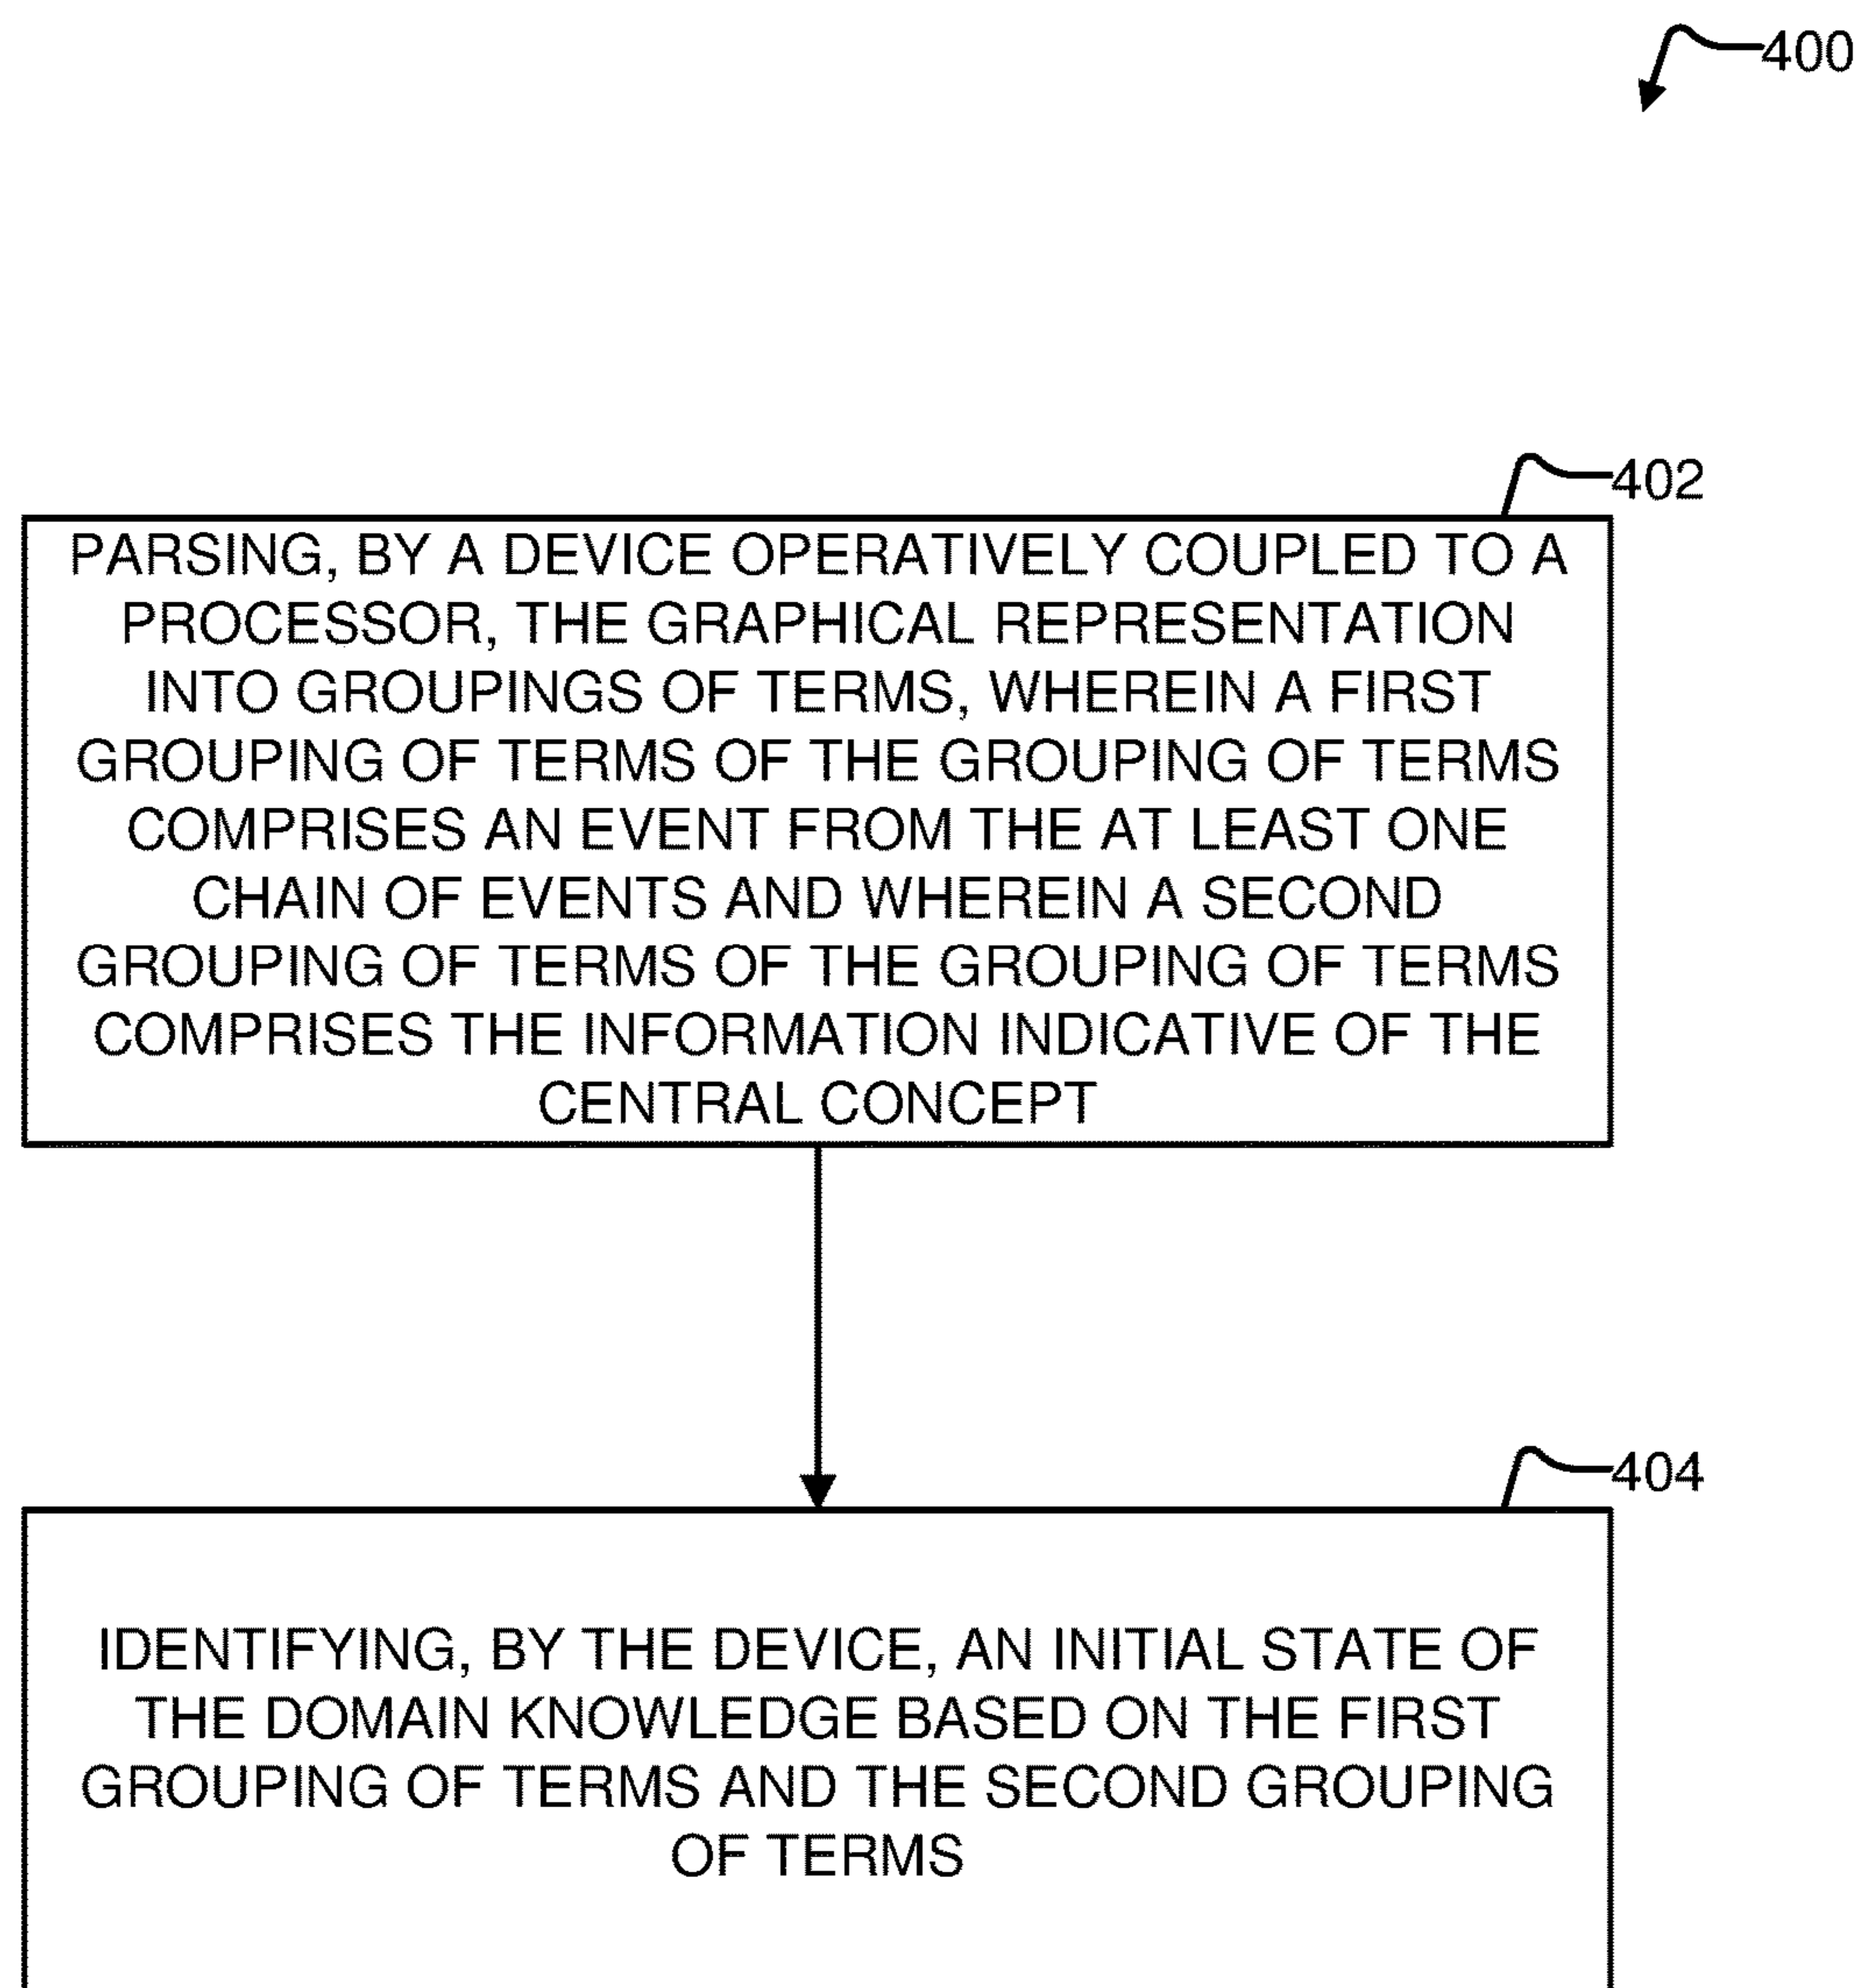 400
402
PARSING, BY A DEVICE OPERATIVELY COUPLED TO A
PROCESSOR, THE GRAPHICAL REPRESENTATION
INTO GROUPINGS OF TERMS, WHEREIN A FIRST
GROUPING OF TERMS OF THE GROUPING OF TERMS
COMPRISES AN EVENT FROM THE AT LEAST ONE
CHAIN OF EVENTS AND WHEREIN A SECOND
GROUPING OF TERMS OF THE GROUPING OF TERMS
COMPRISES THE INFORMATION INDICATIVE OF THE
CENTRAL CONCEPT
404
IDENTIFYING, BY THE DEVICE, AN INITIAL STATE OF
THE DOMAIN KNOWLEDGE BASED ON THE FIRST
GROUPING OF TERMS AND THE SECOND GROUPING
OF TERMS